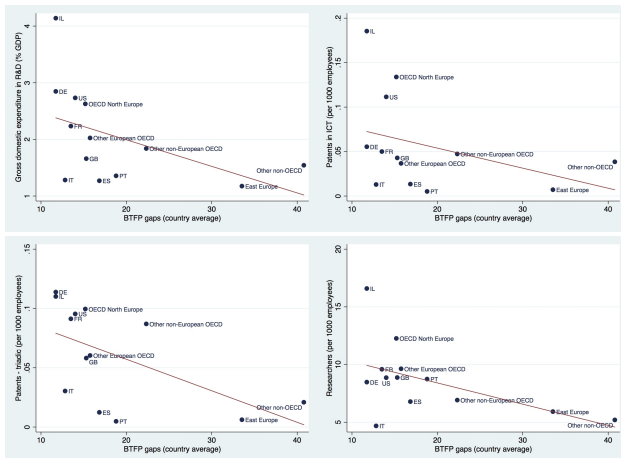 Gross domestic expenditure in R&D (% GDP)
4
3
2
1
IL
DE
US
OECD North Europe
FR
Other European OECD
Other non-European OECD
GB
Other non-OECD
IT
ES
PT
East Europe
10
20
30
40
BTFP gaps (country average)
Patents in ICT (per 1000 employees)
.2
.15
.1
.05
0
IL
OECD North Europe
US
DE
FR
GB
Other non-European OECD
Other European OECD
Other non-OECD
IT
ES
PT
East Europe
10
20
30
40
BTFP gaps (country average)
Patents - triadic (per 1000 employees)
.15
.1
.05
0
DE
IL
OECD North Europe
US
FR
Other non-European OECD
Other European OECD
GB
IT
Other non-OECD
ES
PT
East Europe
10
20
30
40
BTFP gaps (country average)
Researchers (per 1000 employees)
20
15
10
5
IL
OECD North Europe
FR
Other European OECD
DE
US
GB
PT
ES
Other non-European OECD
East Europe
IT
Other non-OECD
10
20
30
40
BTFP gaps (country average)